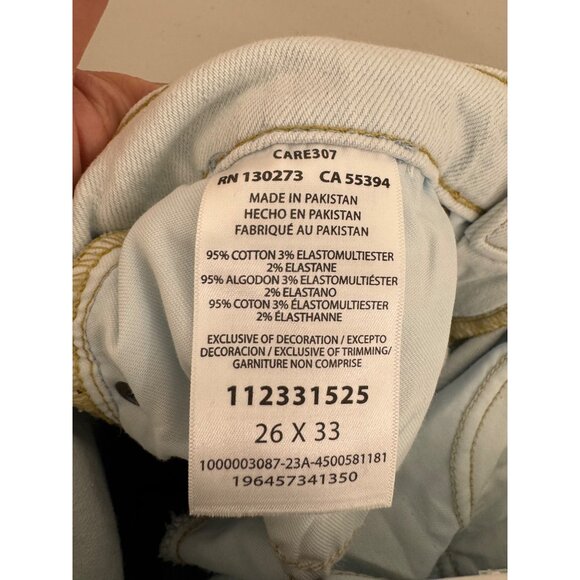 CARE307
RN 130273 CA 55394
MADE IN PAKISTAN
HECHO EN PAKISTAN
FABRIQUÉ AU PAKISTAN
95% COTTON 3% ELASTOMULTIESTER
2% ELASTANE
95% ALGODON 3% ELASTOMULTIÉSTER
2% ELASTANO
95% COTON 3% ÉLASTOMULTIESTER
2% ÉLASTHANNE
EXCLUSIVE OF DECORATION / EXCEPTO
DECORACION / EXCLUSIVE OF TRIMMING/
GARNITURE NON COMPRISE
112331525
26 X 33
1000003087-23A-4500581181
196457341350